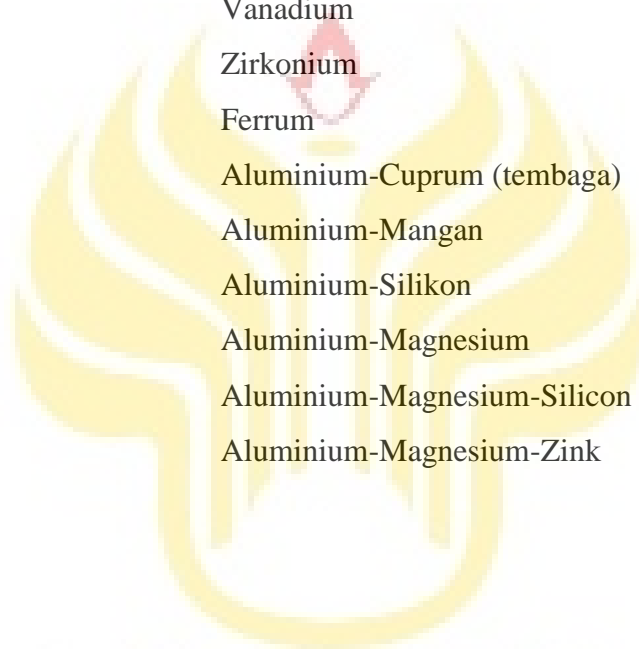 Vanadium
Zirkonium
Ferrum
Aluminium-Cuprum (tembaga)
Aluminium-Mangan
Aluminium-Silikon
Aluminium-Magnesium
Aluminium-Magnesium-Silicon
Aluminium-Magnesium-Zink